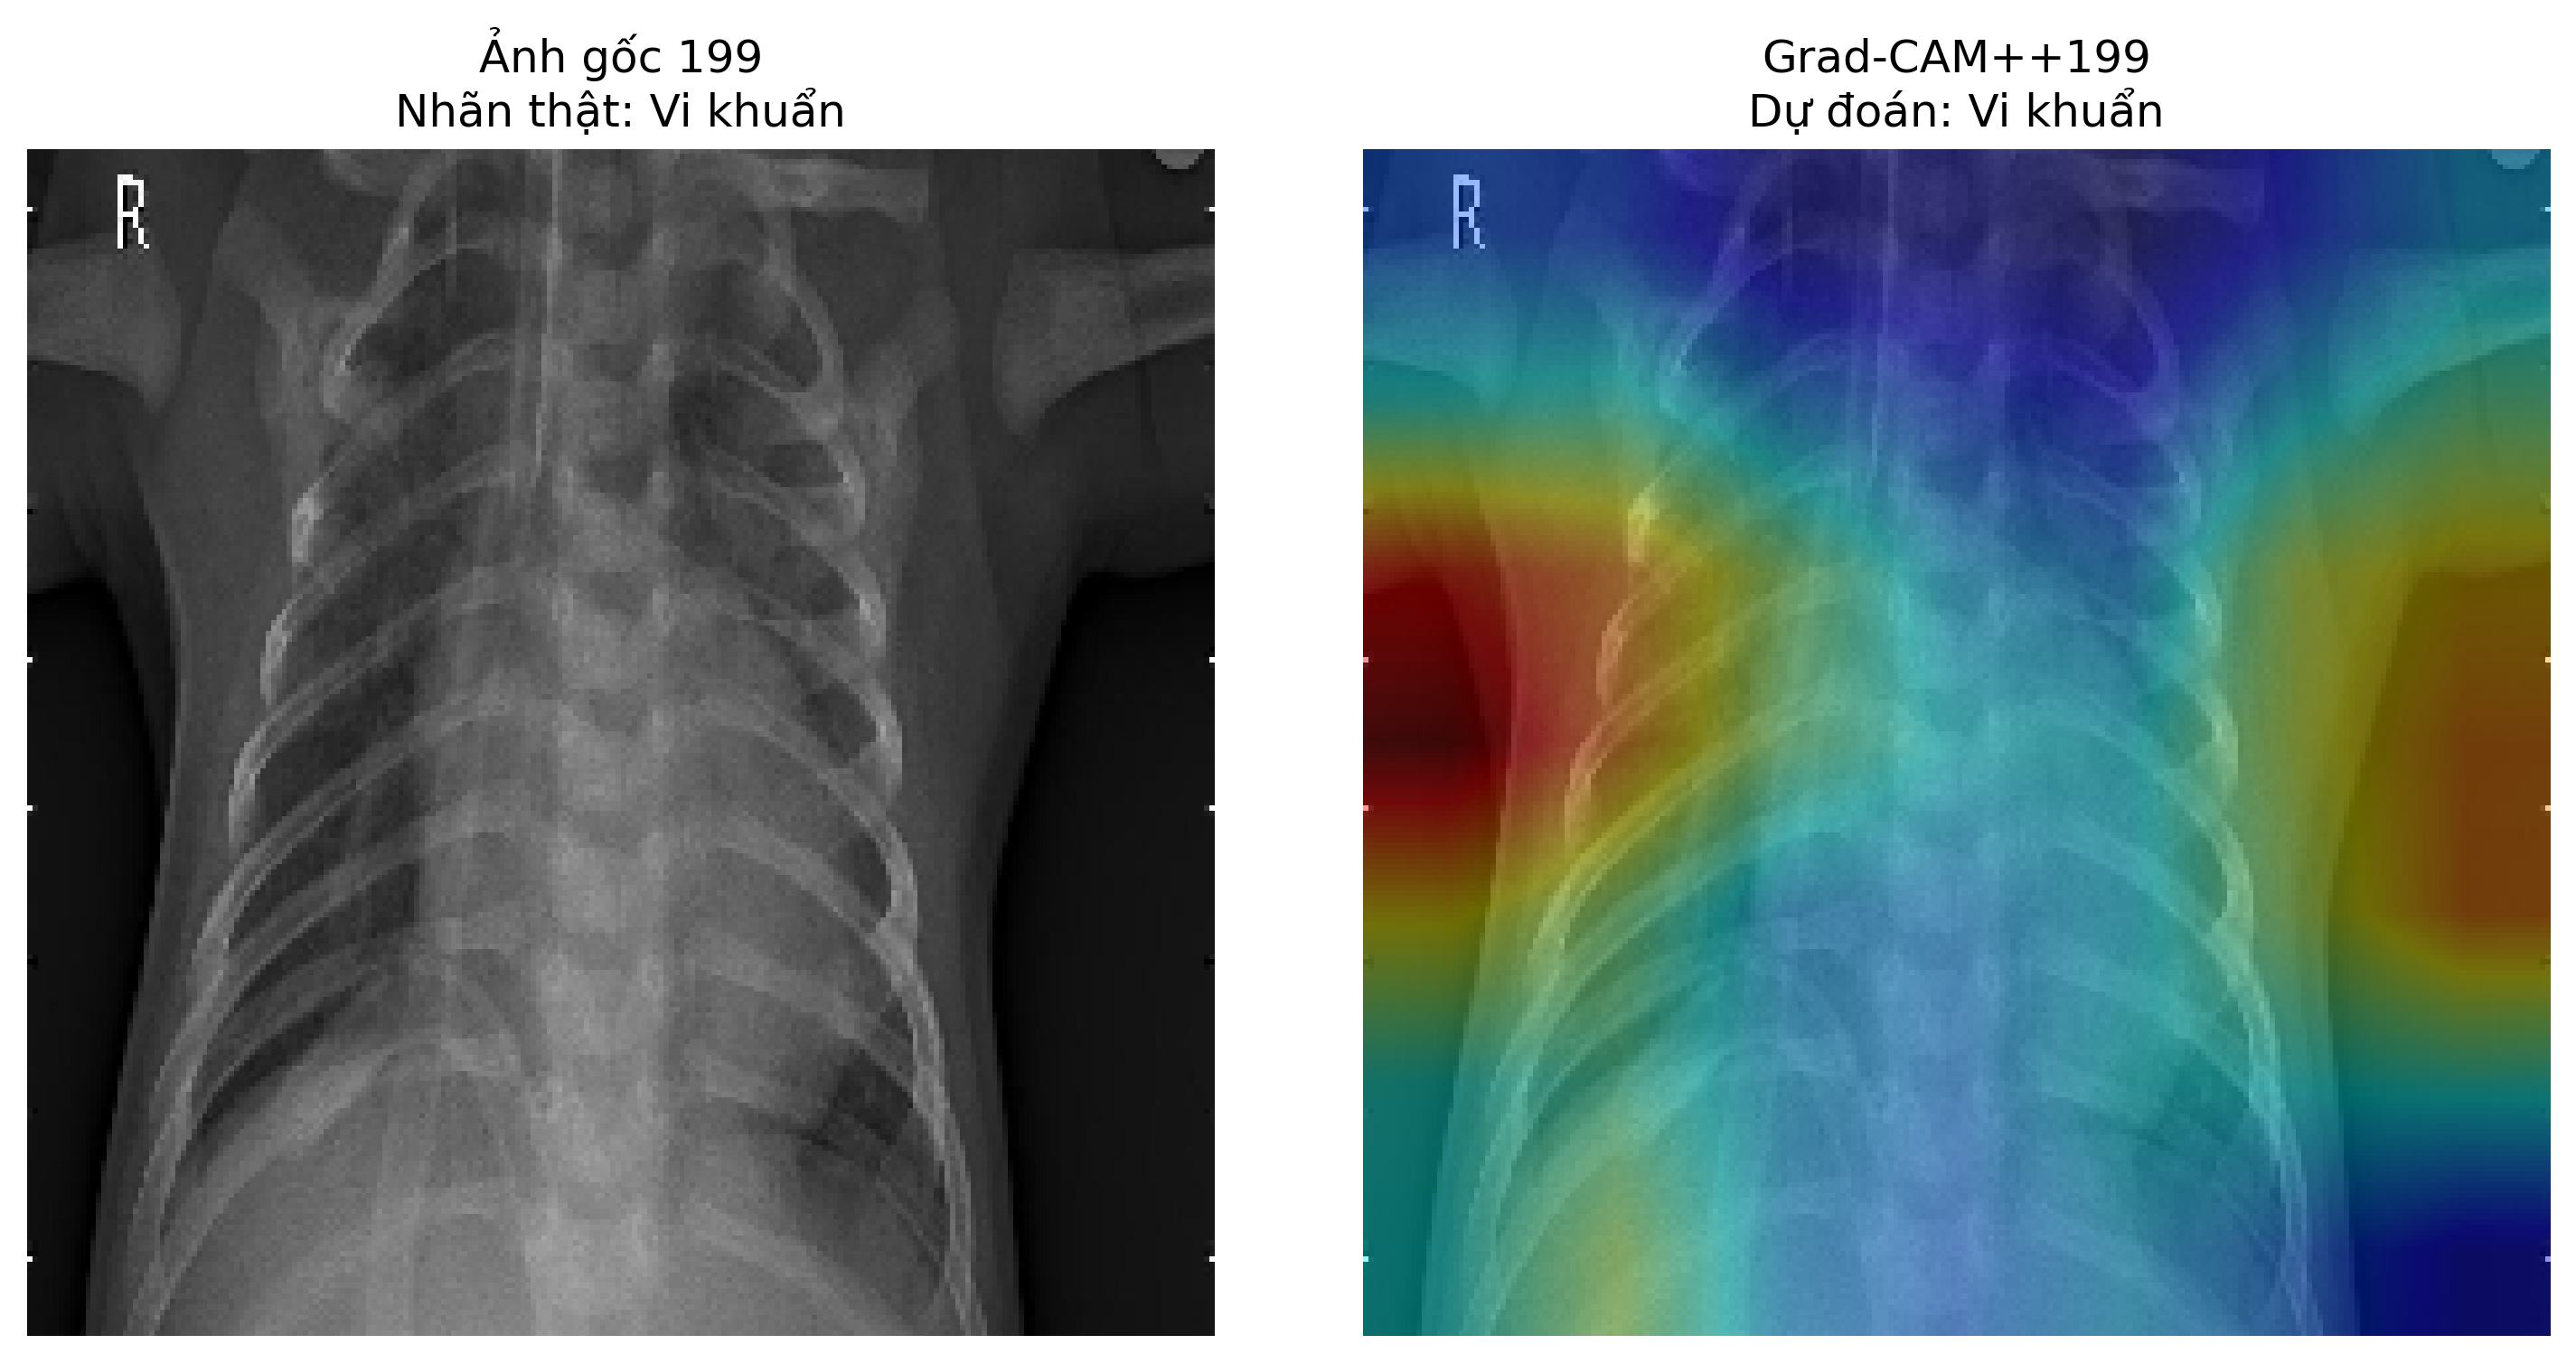 Ảnh gốc 199
Nhãn thật: Vi khuẩn
Grad-CAM++199
Dự đoán: Vi khuẩn
R
R